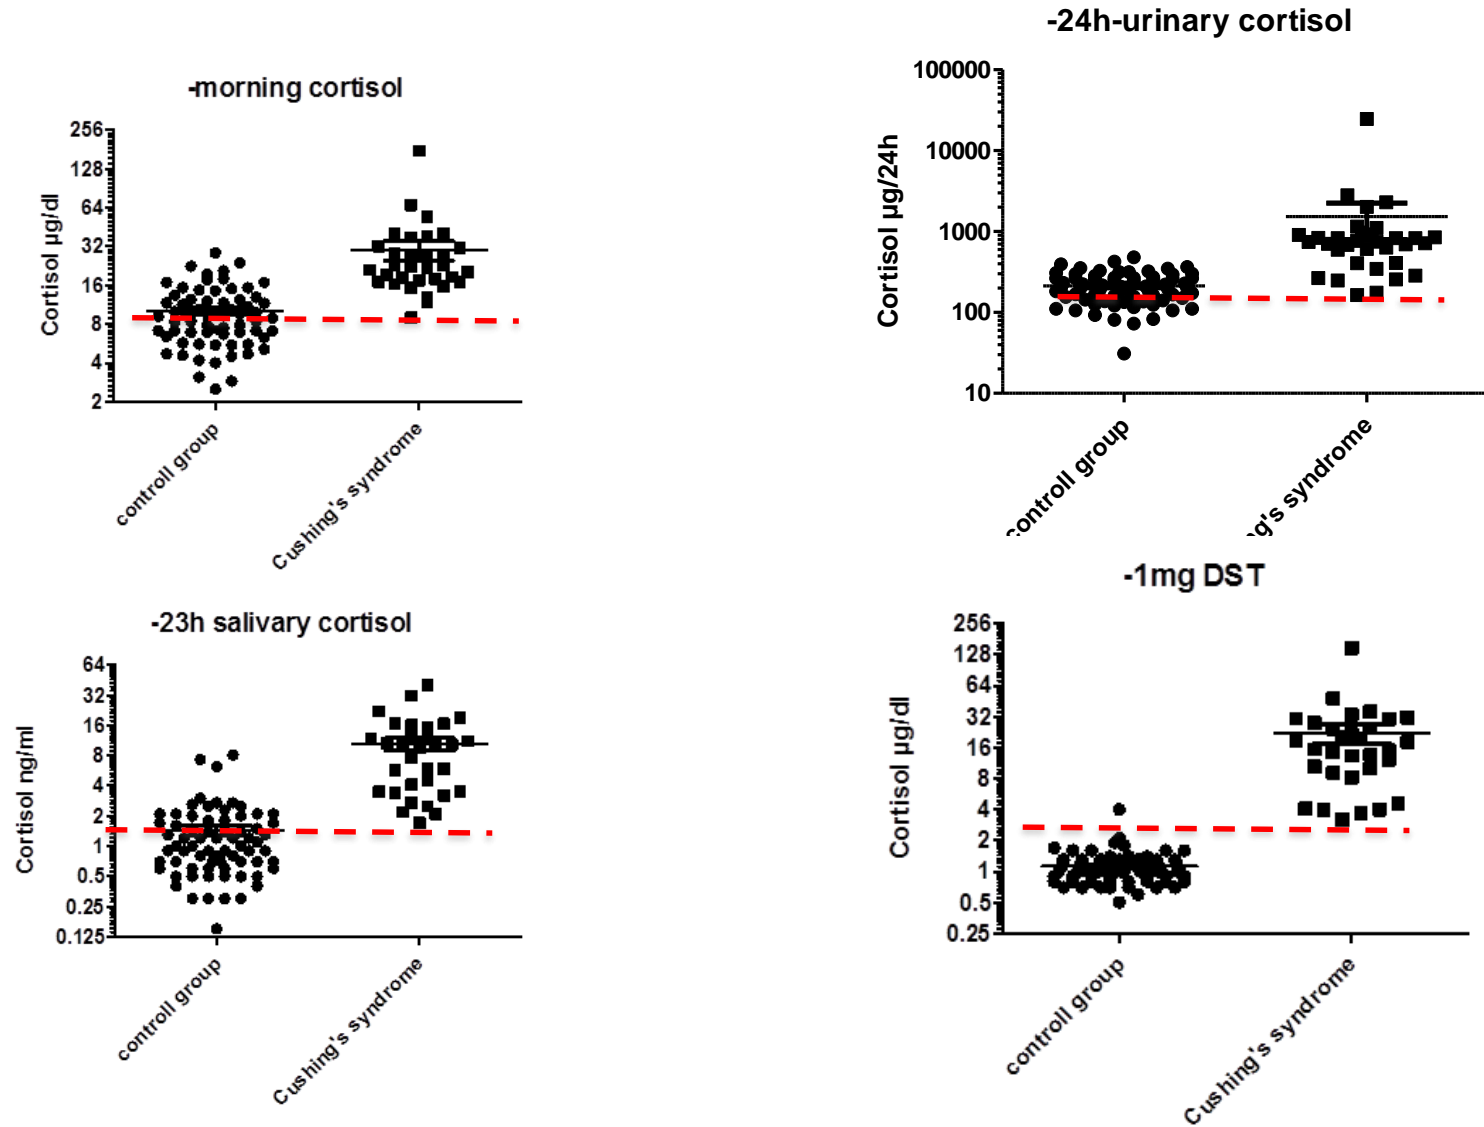 -morning cortisol
Cortisol µg/dl
256
128
64
32
16
8
4
2
controll group
Cushing's syndrome
-24h-urinary cortisol
Cortisol µg/24h
100000
10000
1000
100
10
controll group
ng's syndrome
-23h salivary cortisol
Cortisol ng/ml
64
32
16
8
4
2
1
0.5
0.25
0.125
controll group
Cushing's syndrome
-1mg DST
Cortisol µg/dl
256
128
64
32
16
8
4
2
1
0.5
0.25
controll group
Cushing's syndrome